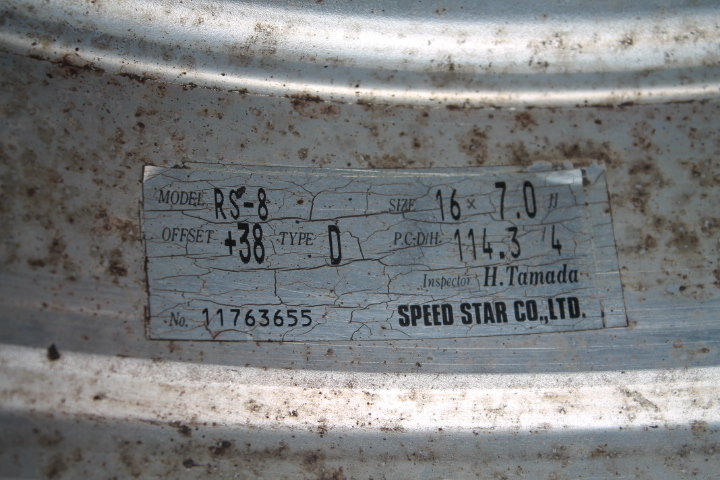 MODEL RS-8 SIZE 16 × 7.0 JJ
OFFSET +38 TYPE D P.C.D/H 114.3 /4
Inspector H.Tamada
No. 11763655 SPEED STAR CO.,LTD.